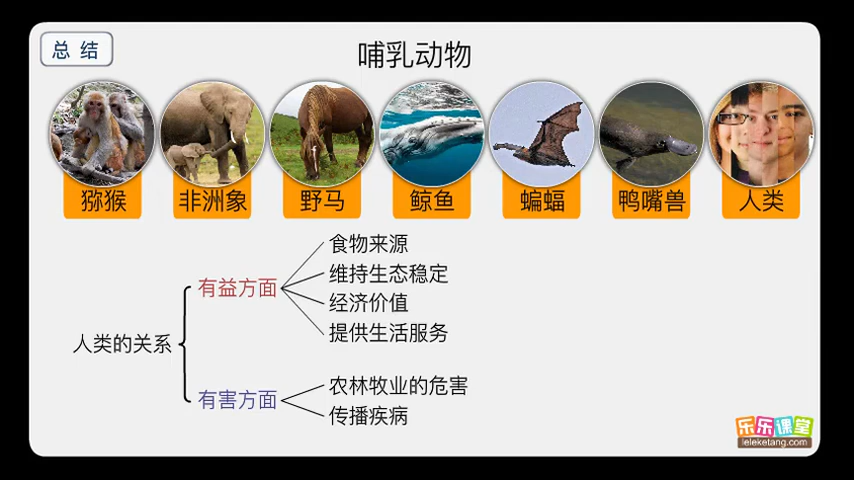 总 结
哺乳动物
猕猴
非洲象
野马
鲸鱼
蝙蝠
鸭嘴兽
人类
食物来源
维持生态稳定
有益方面
经济价值
提供生活服务
人类的关系
农林牧业的危害
有害方面
传播疾病
乐乐课堂
leleketang.com